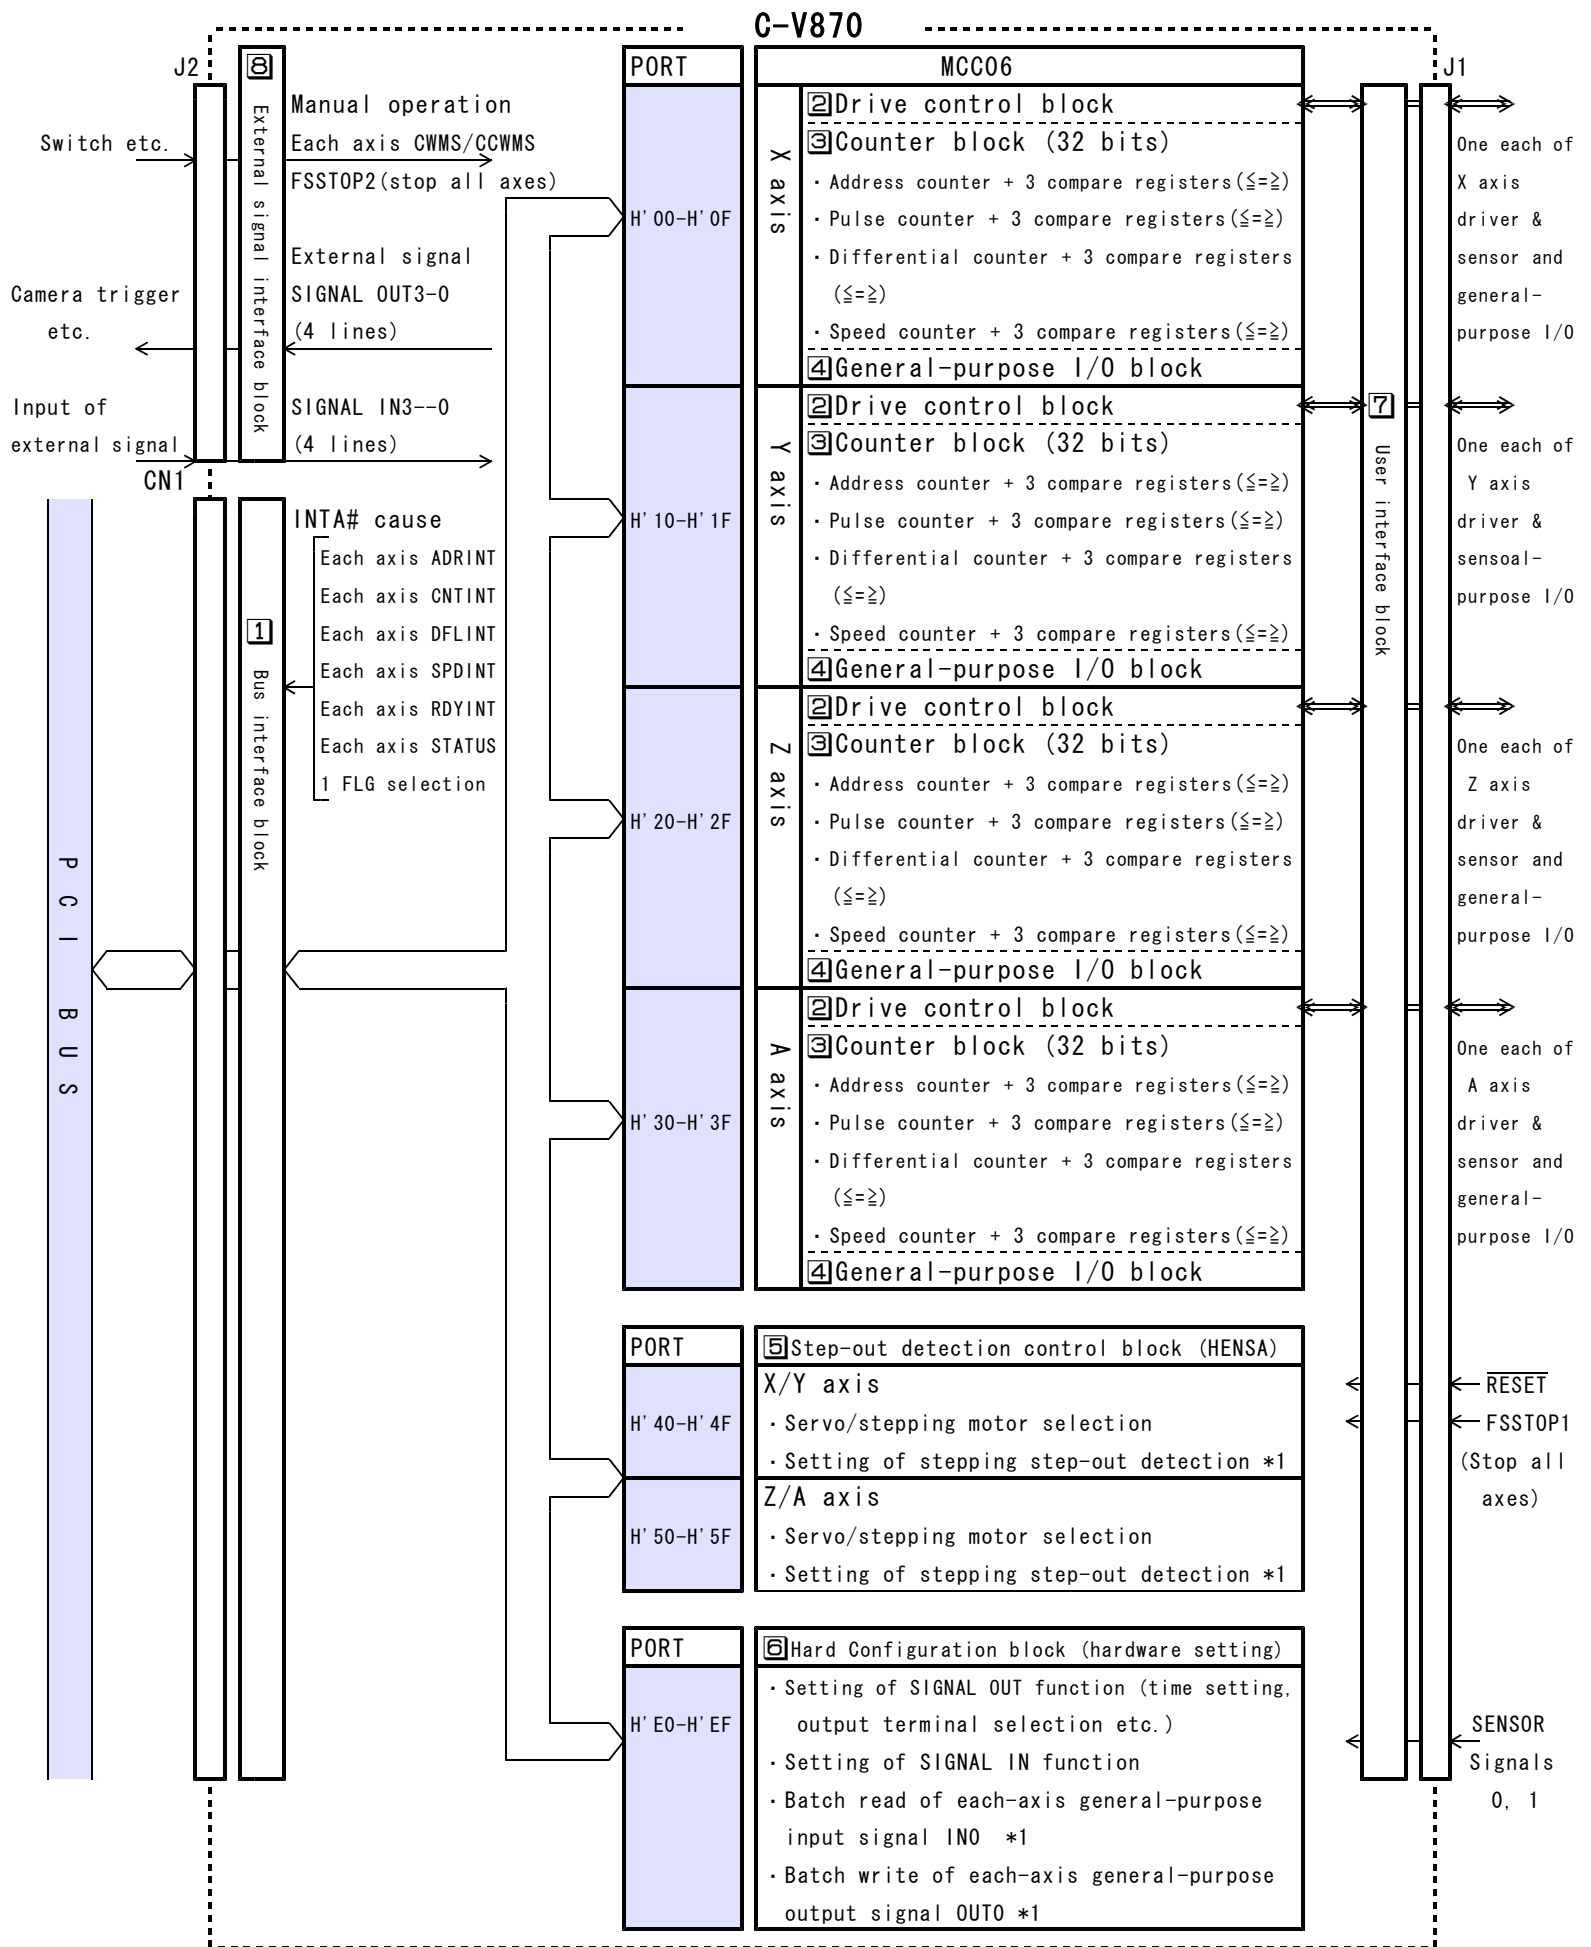 C-V870
J2
8
External signal interface block
Manual operation
Each axis CWMS/CCWMS
FSSTOP2(stop all axes)
Switch etc.
External signal
SIGNAL OUT3-0
(4 lines)
Camera trigger
etc.
SIGNAL IN3--0
(4 lines)
Input of
external signal
CN1
PCI BUS
1
Bus interface block
INTA# cause
Each axis ADRINT
Each axis CNTINT
Each axis DFLINT
Each axis SPDINT
Each axis RDYINT
Each axis STATUS
1 FLG selection
PORT
H'00-H'0F
H'10-H'1F
H'20-H'2F
H'30-H'3F
MCC06
X axis
2Drive control block
3Counter block (32 bits)
・Address counter + 3 compare registers(≦=≧)
・Pulse counter + 3 compare registers(≦=≧)
・Differential counter + 3 compare registers
(≦=≧)
・Speed counter + 3 compare registers(≦=≧)
4General-purpose I/O block
Y axis
2Drive control block
3Counter block (32 bits)
・Address counter + 3 compare registers(≦=≧)
・Pulse counter + 3 compare registers(≦=≧)
・Differential counter + 3 compare registers
(≦=≧)
・Speed counter + 3 compare registers(≦=≧)
4General-purpose I/O block
Z axis
2Drive control block
3Counter block (32 bits)
・Address counter + 3 compare registers(≦=≧)
・Pulse counter + 3 compare registers(≦=≧)
・Differential counter + 3 compare registers
(≦=≧)
・Speed counter + 3 compare registers(≦=≧)
4General-purpose I/O block
A axis
2Drive control block
3Counter block (32 bits)
・Address counter + 3 compare registers(≦=≧)
・Pulse counter + 3 compare registers(≦=≧)
・Differential counter + 3 compare registers
(≦=≧)
・Speed counter + 3 compare registers(≦=≧)
4General-purpose I/O block
PORT
H'40-H'4F
H'50-H'5F
5Step-out detection control block (HENSA)
X/Y axis
・Servo/stepping motor selection
・Setting of stepping step-out detection *1
Z/A axis
・Servo/stepping motor selection
・Setting of stepping step-out detection *1
PORT
H'E0-H'EF
6Hard Configuration block (hardware setting)
・Setting of SIGNAL OUT function (time setting,
output terminal selection etc.)
・Setting of SIGNAL IN function
・Batch read of each-axis general-purpose
input signal IN0 *1
・Batch write of each-axis general-purpose
output signal OUT0 *1
7
User interface block
J1
One each of
X axis
driver &
sensor and
general-
purpose I/O
One each of
Y axis
driver &
sensoal-
purpose I/O
One each of
Z axis
driver &
sensor and
general-
purpose I/O
One each of
A axis
driver &
sensor and
general-
purpose I/O
RESET
FSSTOP1
(Stop all
axes)
SENSOR
Signals
0, 1